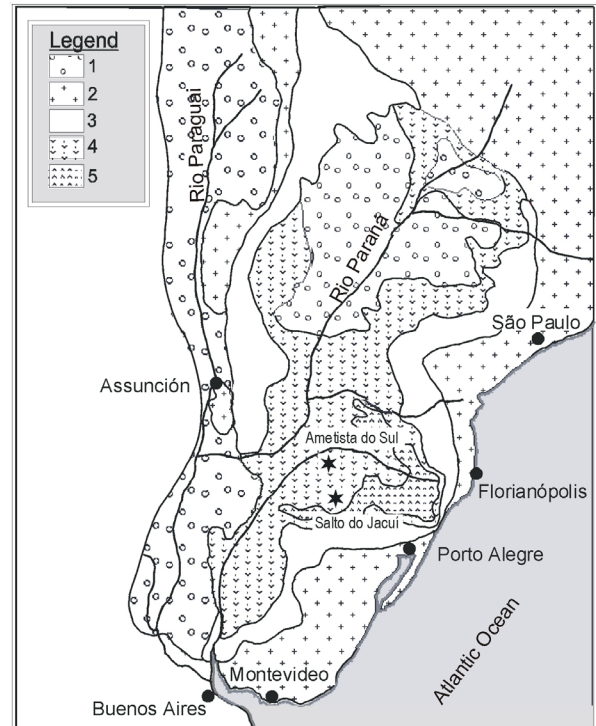 Legend
1
2
3
4
5
Rio Paraguai
Rio Paraná
São Paulo
Assunción
Ametista do Sul
Florianópolis
Salto do Jacuí
Porto Alegre
Atlantic Ocean
Montevideo
Buenos Aires